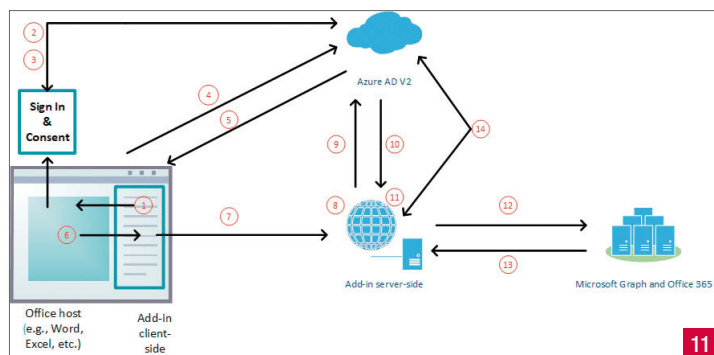 2
3
Azure AD V2
4
5
Sign In
&
Consent
9
10
14
1
6
7
8
11
12
13
Add-in server-side
Microsoft Graph and Office 365
Office host
(e.g., Word,
Excel, etc.)
Add-in
client-
side
11